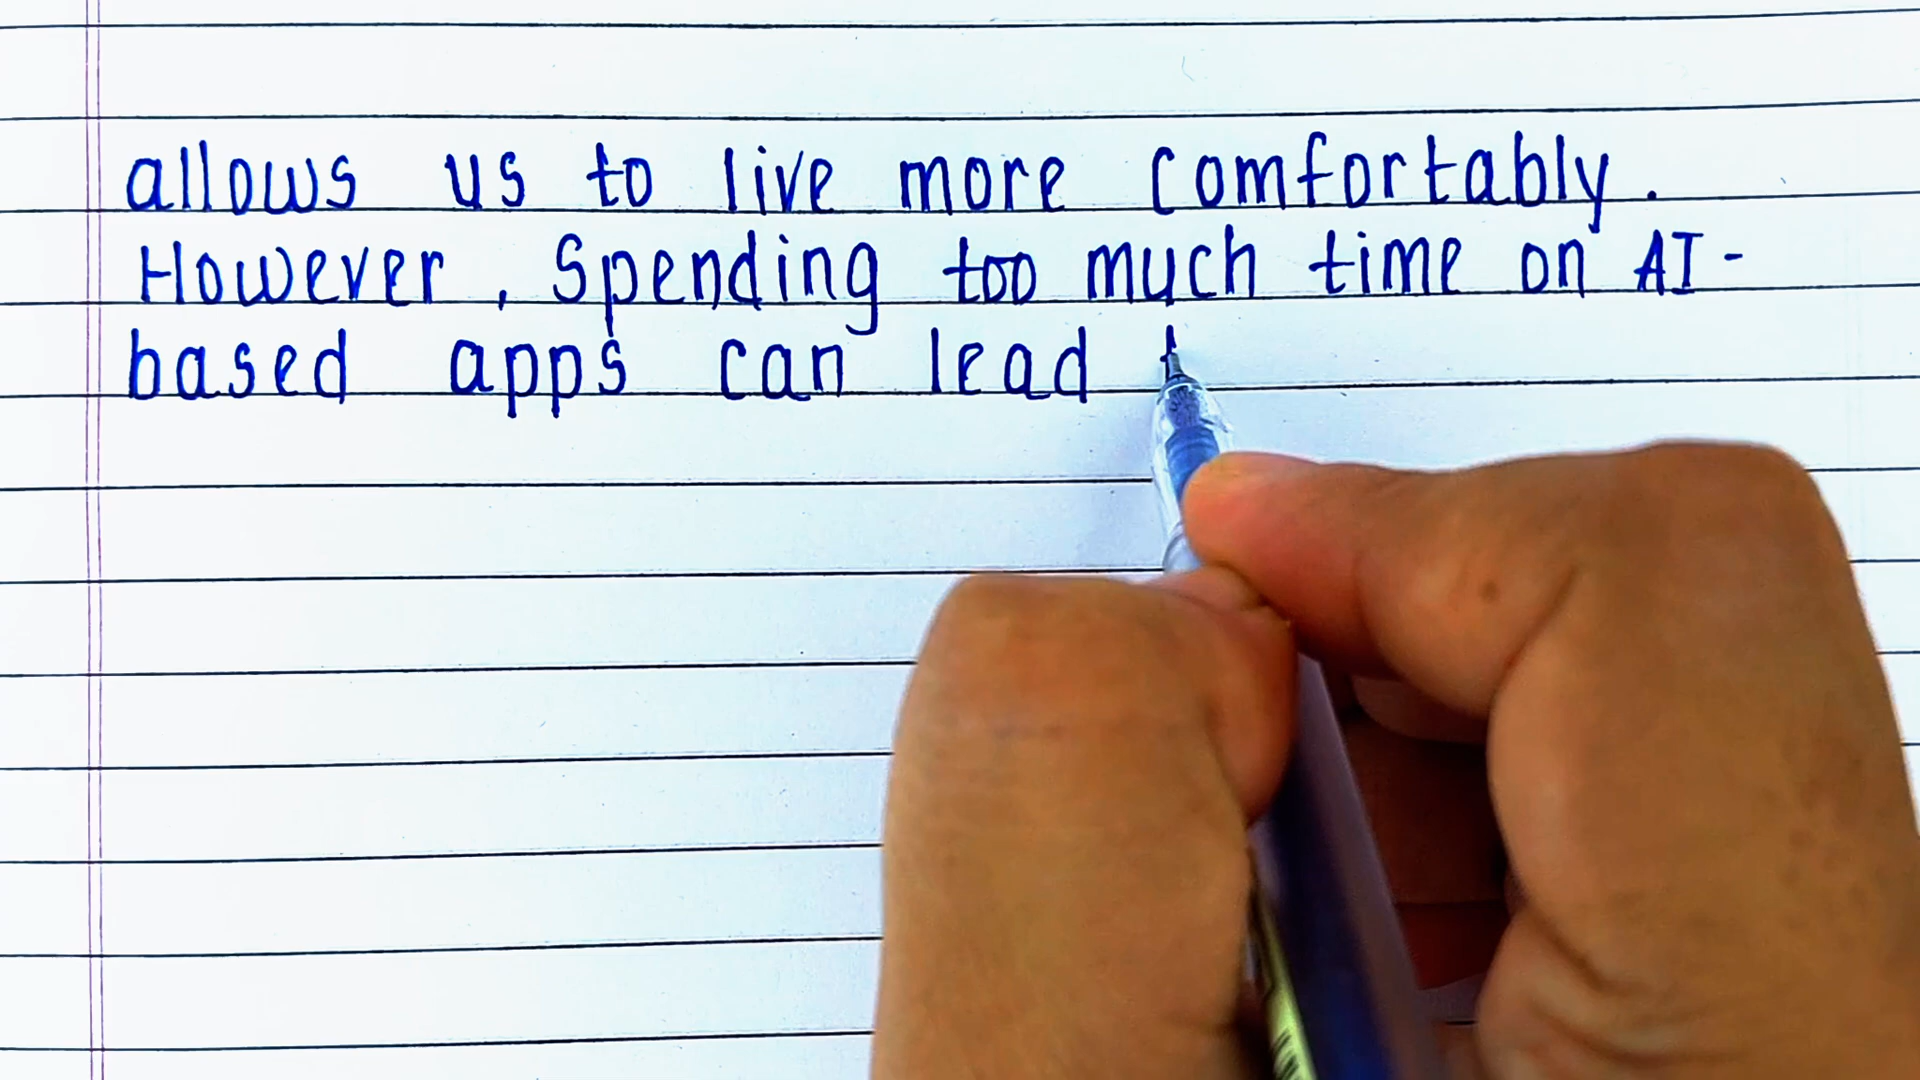 allows us to live more comfortably.
However, Spending too much time on AI-
based apps can lead